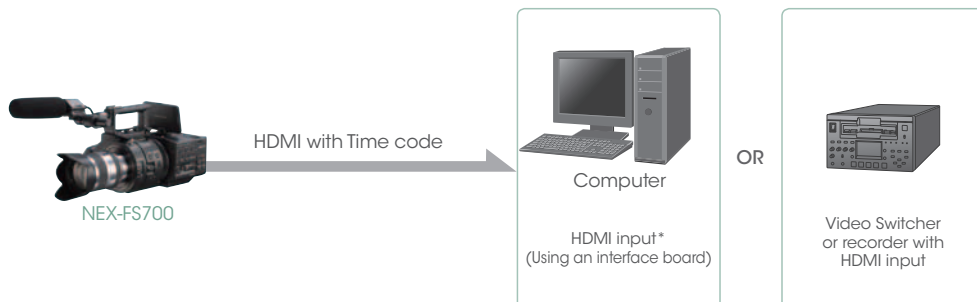 NEX-FS700
HDMI with Time code
Computer
HDMI input*
(Using an interface board)
OR
Video Switcher
or recorder with
HDMI input